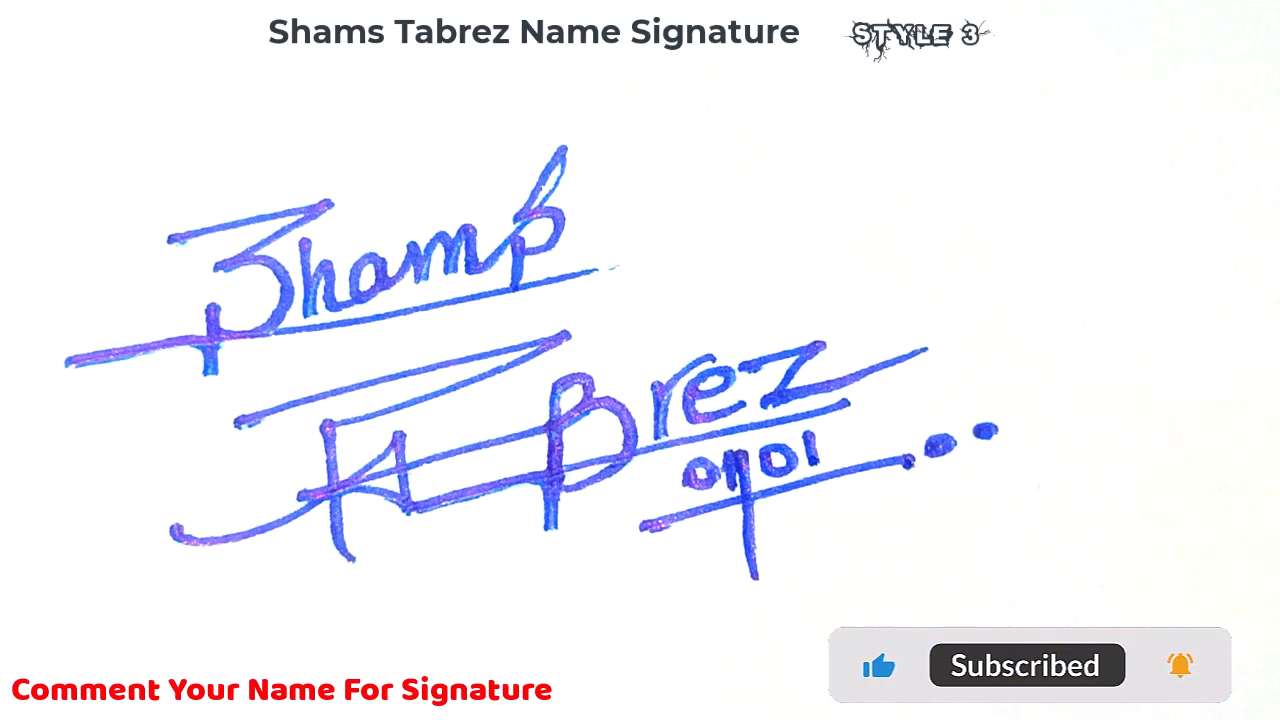 Shams Tabrez Name Signature STYLE 3
Shams
TaBrez
Subscribed
Comment Your Name For Signature